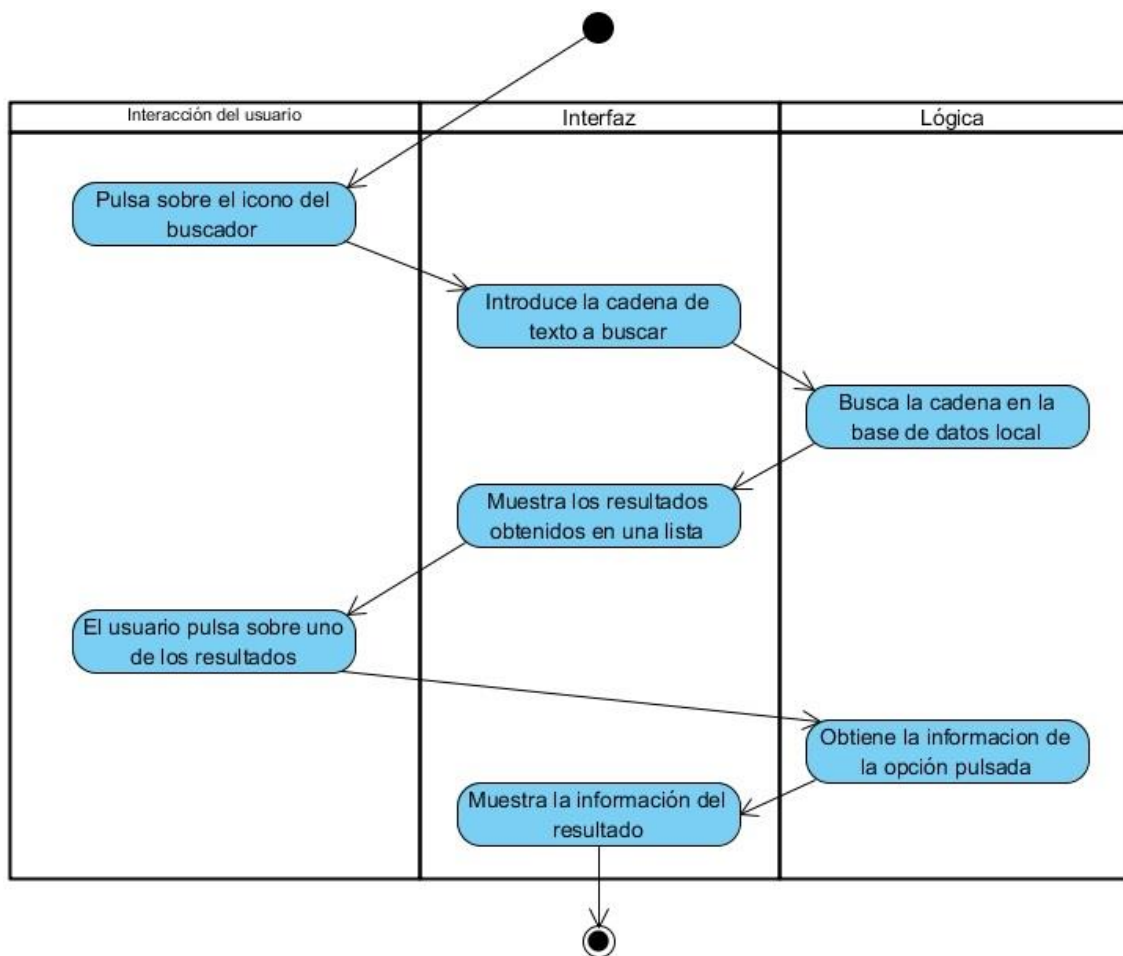 Interacción del usuario
Interfaz
Lógica
Pulsa sobre el icono del
buscador
Introduce la cadena de
texto a buscar
Busca la cadena en la
base de datos local
Muestra los resultados
obtenidos en una lista
El usuario pulsa sobre uno
de los resultados
Obtiene la informacion de
la opción pulsada
Muestra la información del
resultado